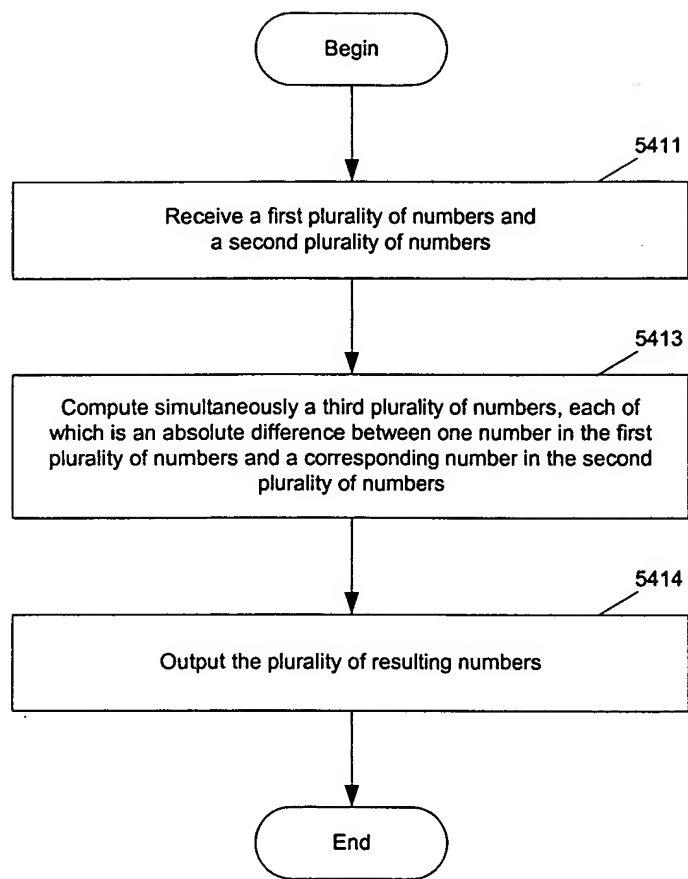 Begin
5411
Receive a first plurality of numbers and
a second plurality of numbers
5413
Compute simultaneously a third plurality of numbers, each of
which is an absolute difference between one number in the first
plurality of numbers and a corresponding number in the second
plurality of numbers
5414
Output the plurality of resulting numbers
End